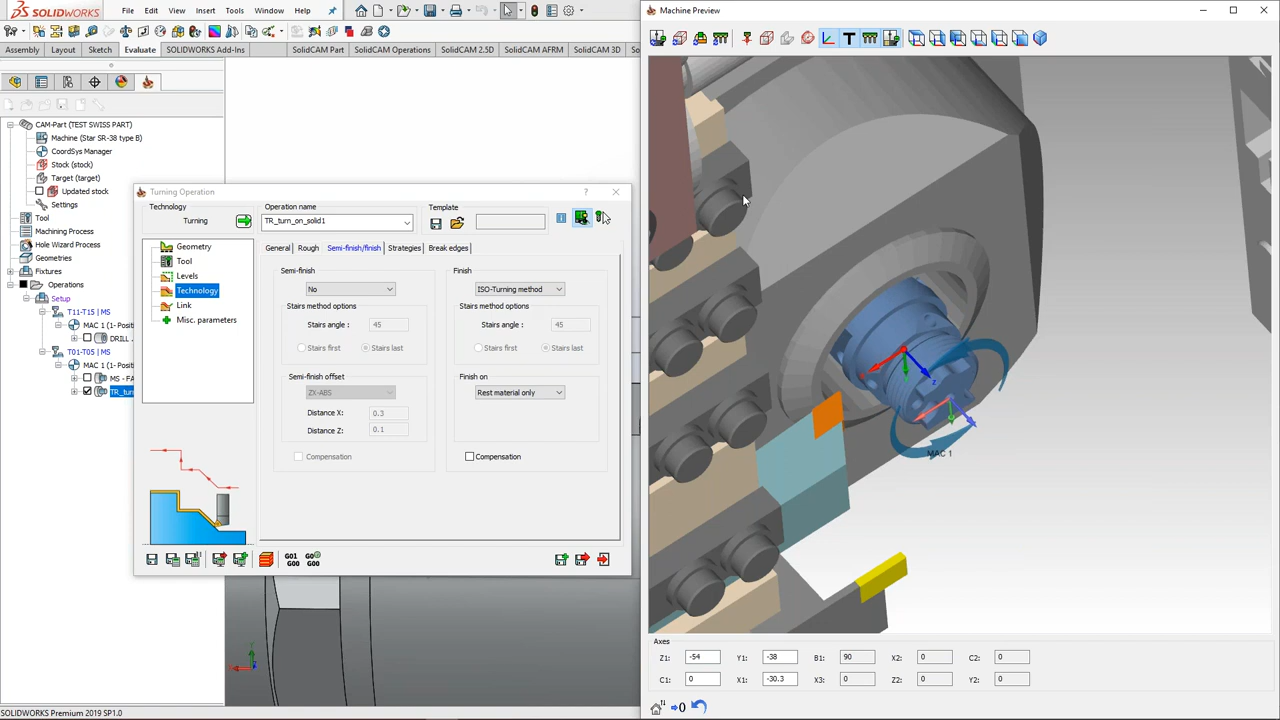 SOLIDWORKS
File Edit View Insert Tools Window Help
Assembly Layout Sketch Evaluate SOLIDWORKS Add-Ins SolidCAM Part SolidCAM Operations SolidCAM 2.5D SolidCAM AFRM SolidCAM 3D So
CAM-Part (TEST SWISS PART)
Machine (Star SR-38 type B)
CoordSys Manager
Stock (stock)
Target (target)
Updated stock
Settings
Tool
Machining Process
Hole Wizard Process
Geometries
Fixtures
Operations
Setup
T11-T15 | MS
MAC 1 (1- Posit
DRILL
T01-T05 | MS
MAC 1 (1- Posit
MS - FA
TR_tur
SOLIDWORKS Premium 2019 SP1.0
Turning Operation
?
Technology
Turning
Operation name
TR_turn_on_solid1
Template
Geometry
Tool
Levels
Technology
Link
Misc. parameters
General Rough Semi-finish/finish Strategies Break edges
Semi-finish
No
Stairs method options
Stairs angle : 45
Stairs first Stairs last
Semi-finish offset
ZX-ABS
Distance X: 0.3
Distance Z: 0.1
Compensation
Finish
ISO-Turning method
Stairs method options
Stairs angle : 45
Stairs first Stairs last
Finish on
Rest material only
Compensation
G01
G00
G0
Machine Preview
Z
MAC 1
Axes
Z1: -54 Y1: -38 B1: 90 X2: 0 C2: 0
C1: 0 X1: -30.3 X3: 0 Z2: 0 Y2: 0